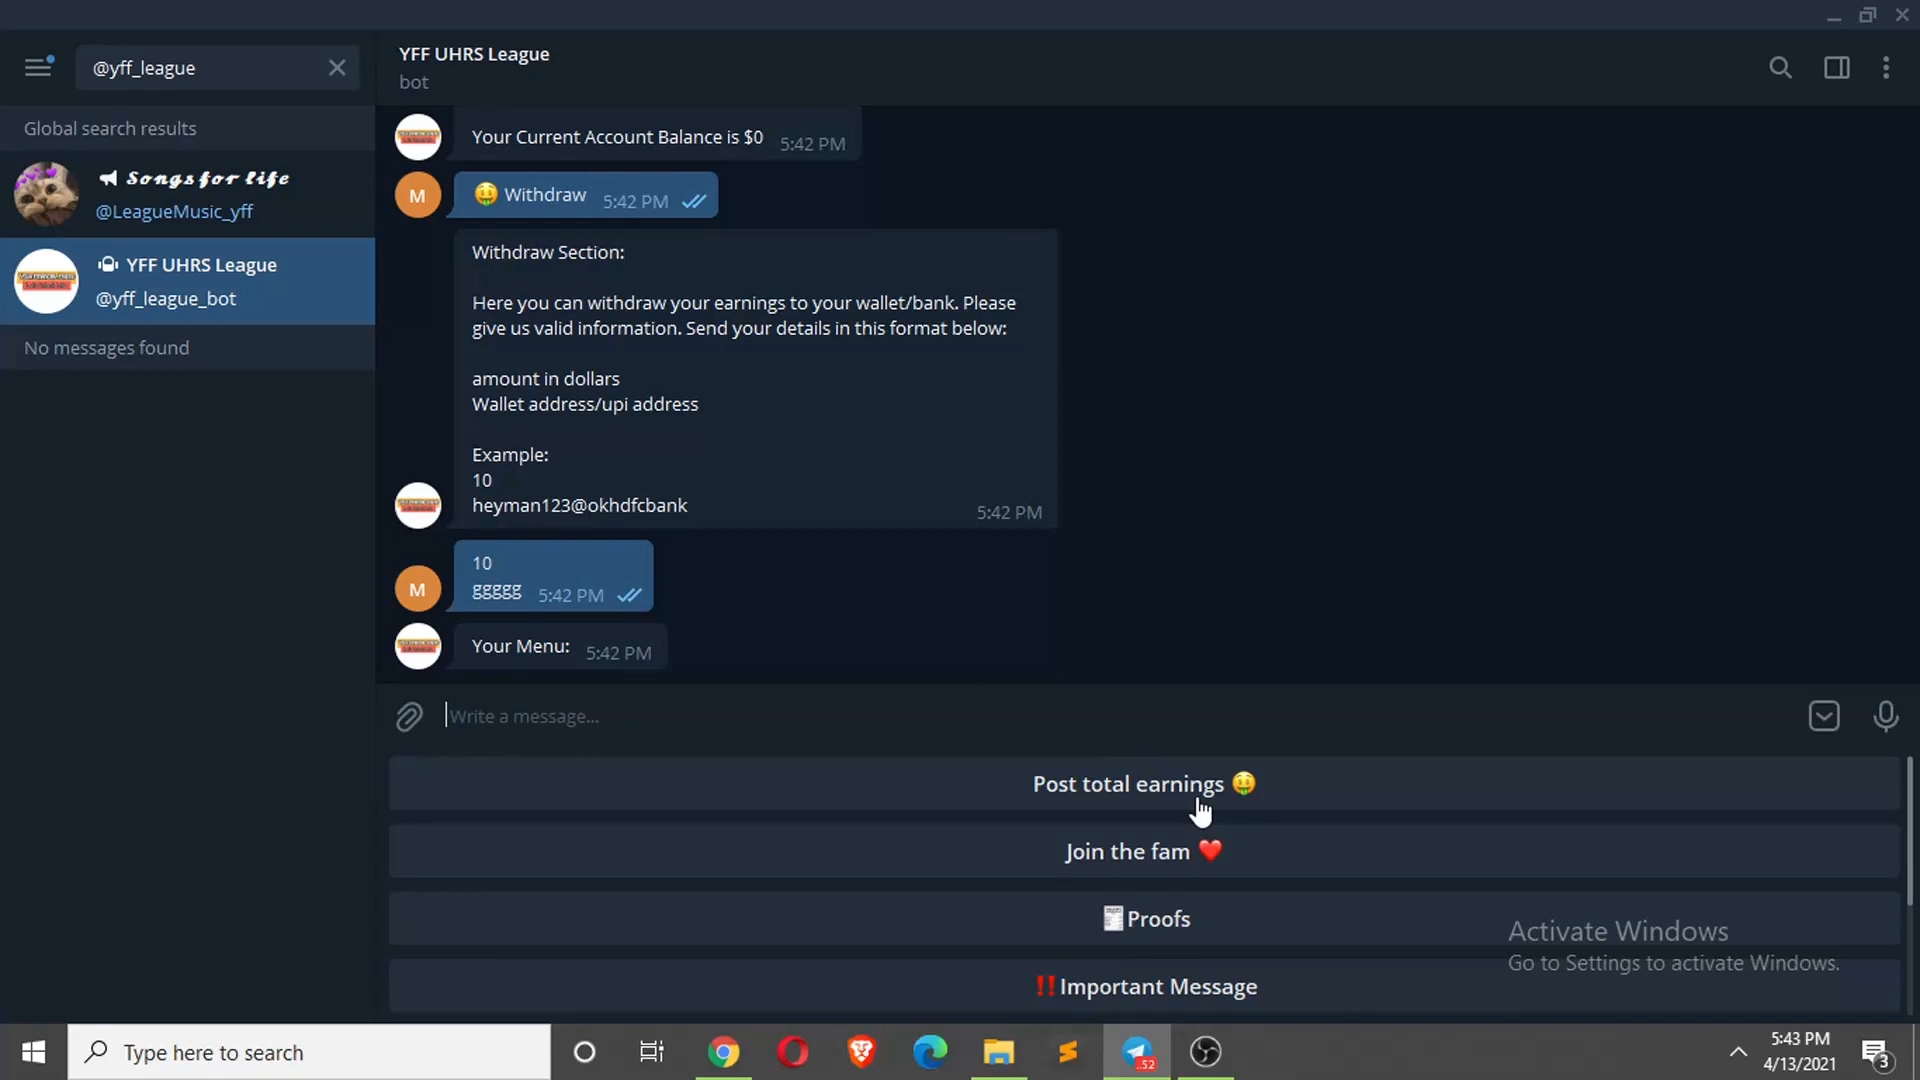 @yff_league
YFF UHRS League
bot
Global search results
Songs for life
@LeagueMusic_yff
YFF UHRS League
@yff_league_bot
No messages found
Your Current Account Balance is $0 5:42 PM
M
🤑 Withdraw 5:42 PM
Withdraw Section:
Here you can withdraw your earnings to your wallet/bank. Please
give us valid information. Send your details in this format below:
amount in dollars
Wallet address/upi address
Example:
10
heyman123@okhdfcbank
5:42 PM
10
M
ggggg 5:42 PM
Your Menu: 5:42 PM
Write a message...
Post total earnings 🤑
Join the fam ❤️
Proofs
‼️Important Message
Activate Windows
Go to Settings to activate Windows.
Type here to search
..52
5:43 PM
4/13/2021
3